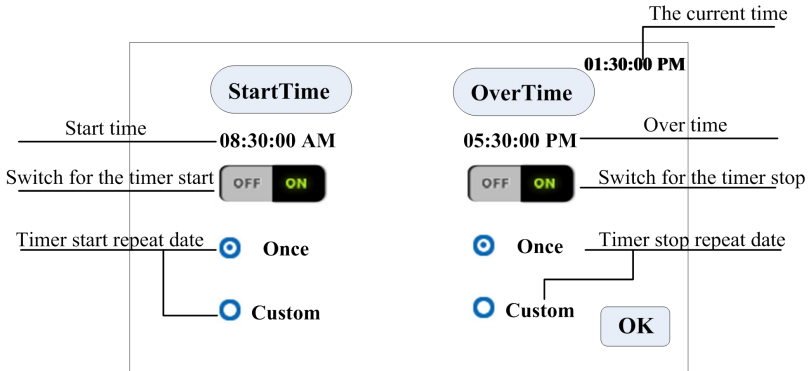 The current time
01:30:00 PM
StartTime
OverTime
Start time
08:30:00 AM
05:30:00 PM
Over time
Switch for the timer start
OFF ON
OFF ON
Switch for the timer stop
Timer start repeat date
Once
Once
Timer stop repeat date
Custom
Custom
OK